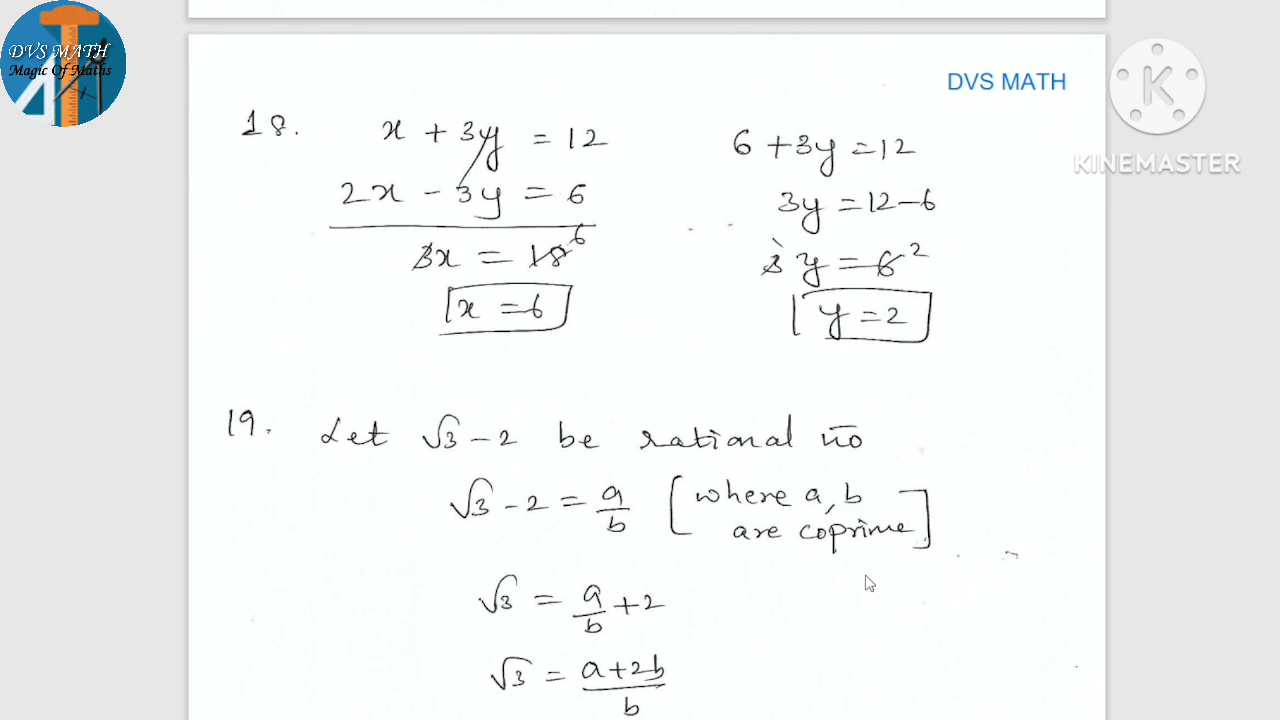 DVS MATH
Magic Of Maths
DVS MATH
KINEMASTER
18.
x + 3y = 12
2x - 3y = 6
3x = 18 6
x = 6
6 + 3y = 12
3y = 12 - 6
3y = 6 2
y = 2
19.
Let √3 - 2 be rational no
√3 - 2 = a/b [where a, b
are coprime]
√3 = a/b + 2
√3 = a+2b/b